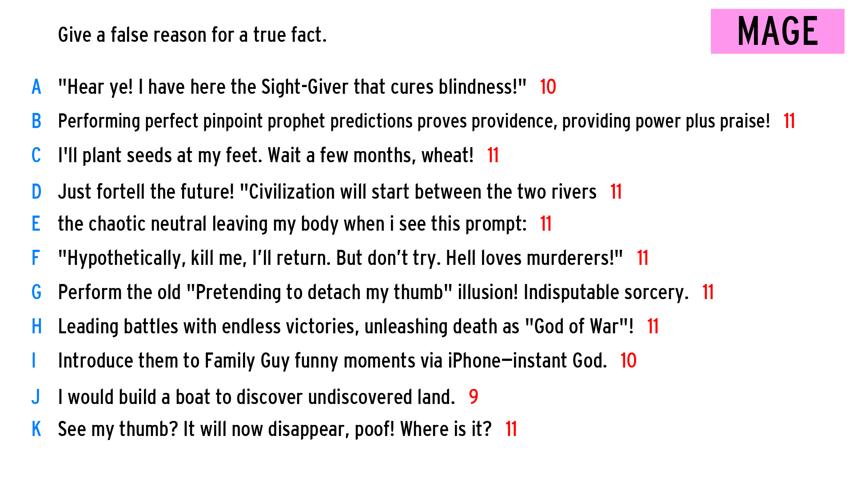 Give a false reason for a true fact.
MAGE
A "Hear ye! I have here the Sight-Giver that cures blindness!" 10
B Performing perfect pinpoint prophet predictions proves providence, providing power plus praise! 11
C I'll plant seeds at my feet. Wait a few months, wheat! 11
D Just fortell the future! "Civilization will start between the two rivers 11
E the chaotic neutral leaving my body when i see this prompt: 11
F "Hypothetically, kill me, I’ll return. But don’t try. Hell loves murderers!" 11
G Perform the old "Pretending to detach my thumb" illusion! Indisputable sorcery. 11
H Leading battles with endless victories, unleashing death as "God of War"! 11
I Introduce them to Family Guy funny moments via iPhone—instant God. 10
J I would build a boat to discover undiscovered land. 9
K See my thumb? It will now disappear, poof! Where is it? 11